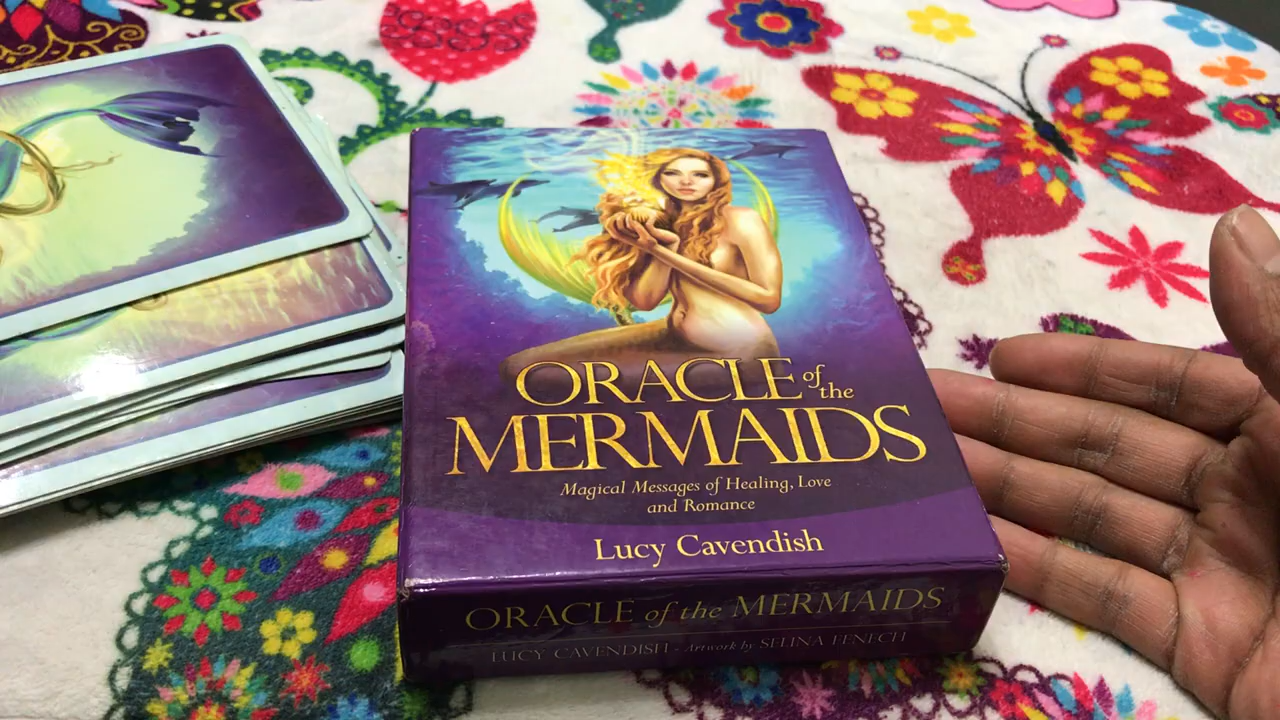 ORACLE of the
MERMAIDS
Magical Messages of Healing, Love
and Romance
Lucy Cavendish
ORACLE of the MERMAIDS
LUCY CAVENDISH - Artwork by SELINA FENECH